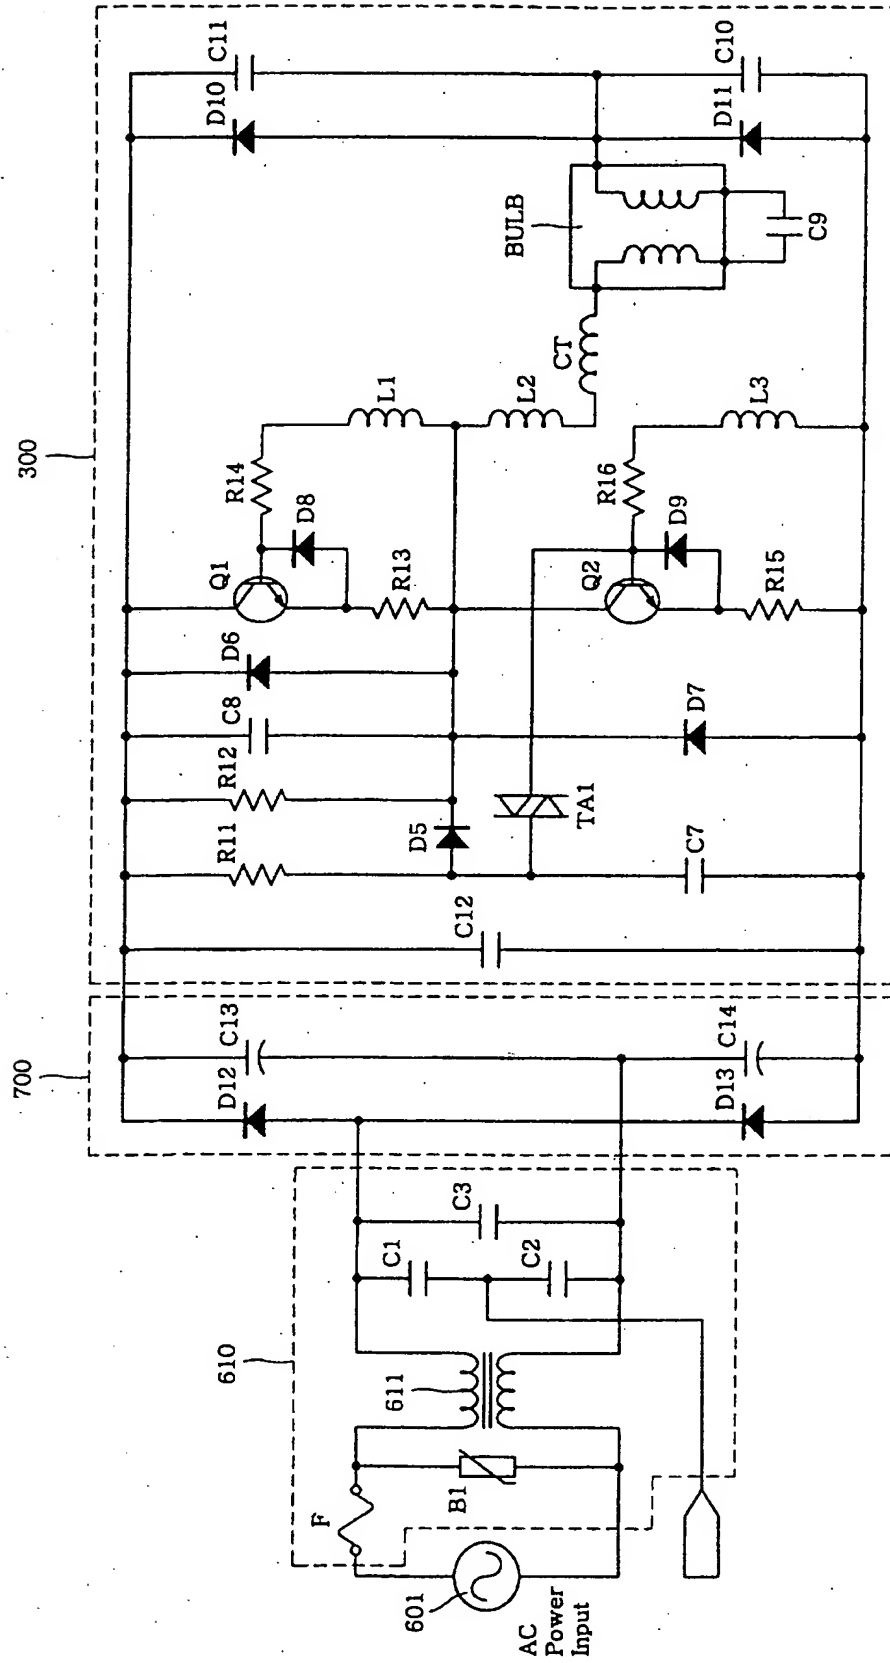 300
700
610
C11
D10
C10
D11
BULB
C9
CT
L1
L2
L3
R14
D8
Q1
R13
R16
D9
Q2
R15
D6
C8
D7
R12
R11
D5
TA1
C7
C12
C13
D12
C14
D13
C3
C1
C2
611
B1
F
601
AC
Power
Input